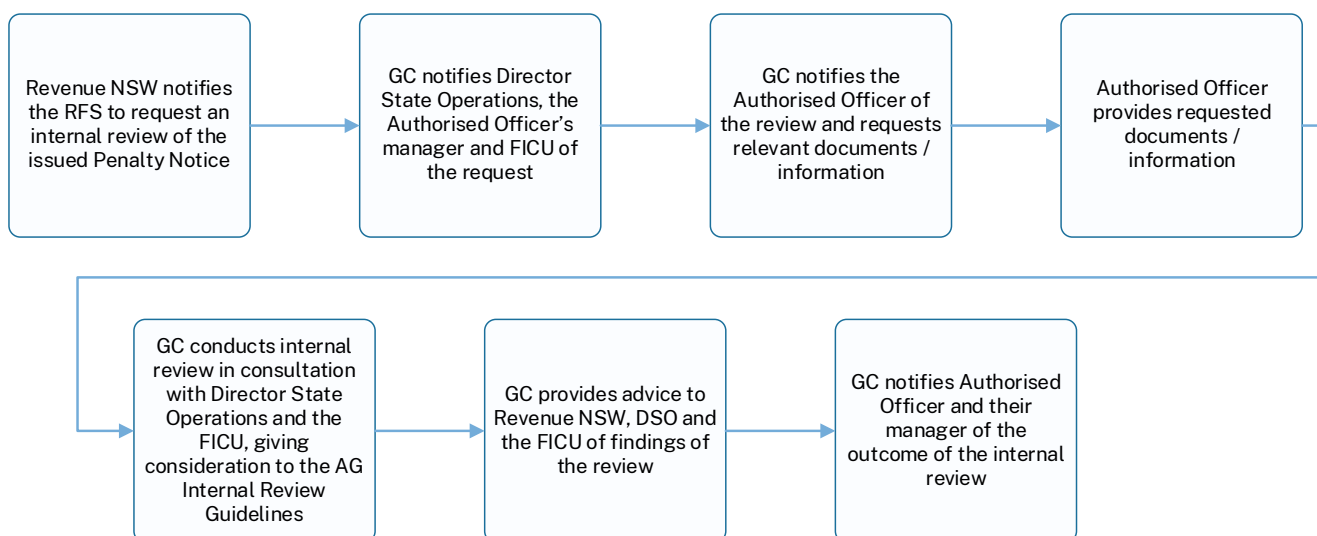 Revenue NSW notifies
the RFS to request an
internal review of the
issued Penalty Notice
GC notifies Director
State Operations, the
Authorised Officer's
manager and FICU of
the request
GC notifies the
Authorised Officer of
the review and requests
relevant documents /
information
Authorised Officer
provides requested
documents /
information
GC conducts internal
review in consultation
with Director State
Operations and the
FICU, giving
consideration to the AG
Internal Review
Guidelines
GC provides advice to
Revenue NSW, DSO and
the FICU of findings of
the review
GC notifies Authorised
Officer and their
manager of the
outcome of the internal
review